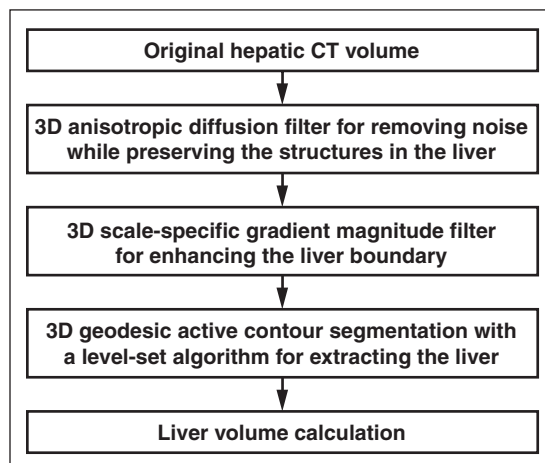 Original hepatic CT volume
3D anisotropic diffusion filter for removing noise
while preserving the structures in the liver
3D scale-specific gradient magnitude filter
for enhancing the liver boundary
3D geodesic active contour segmentation with
a level-set algorithm for extracting the liver
Liver volume calculation